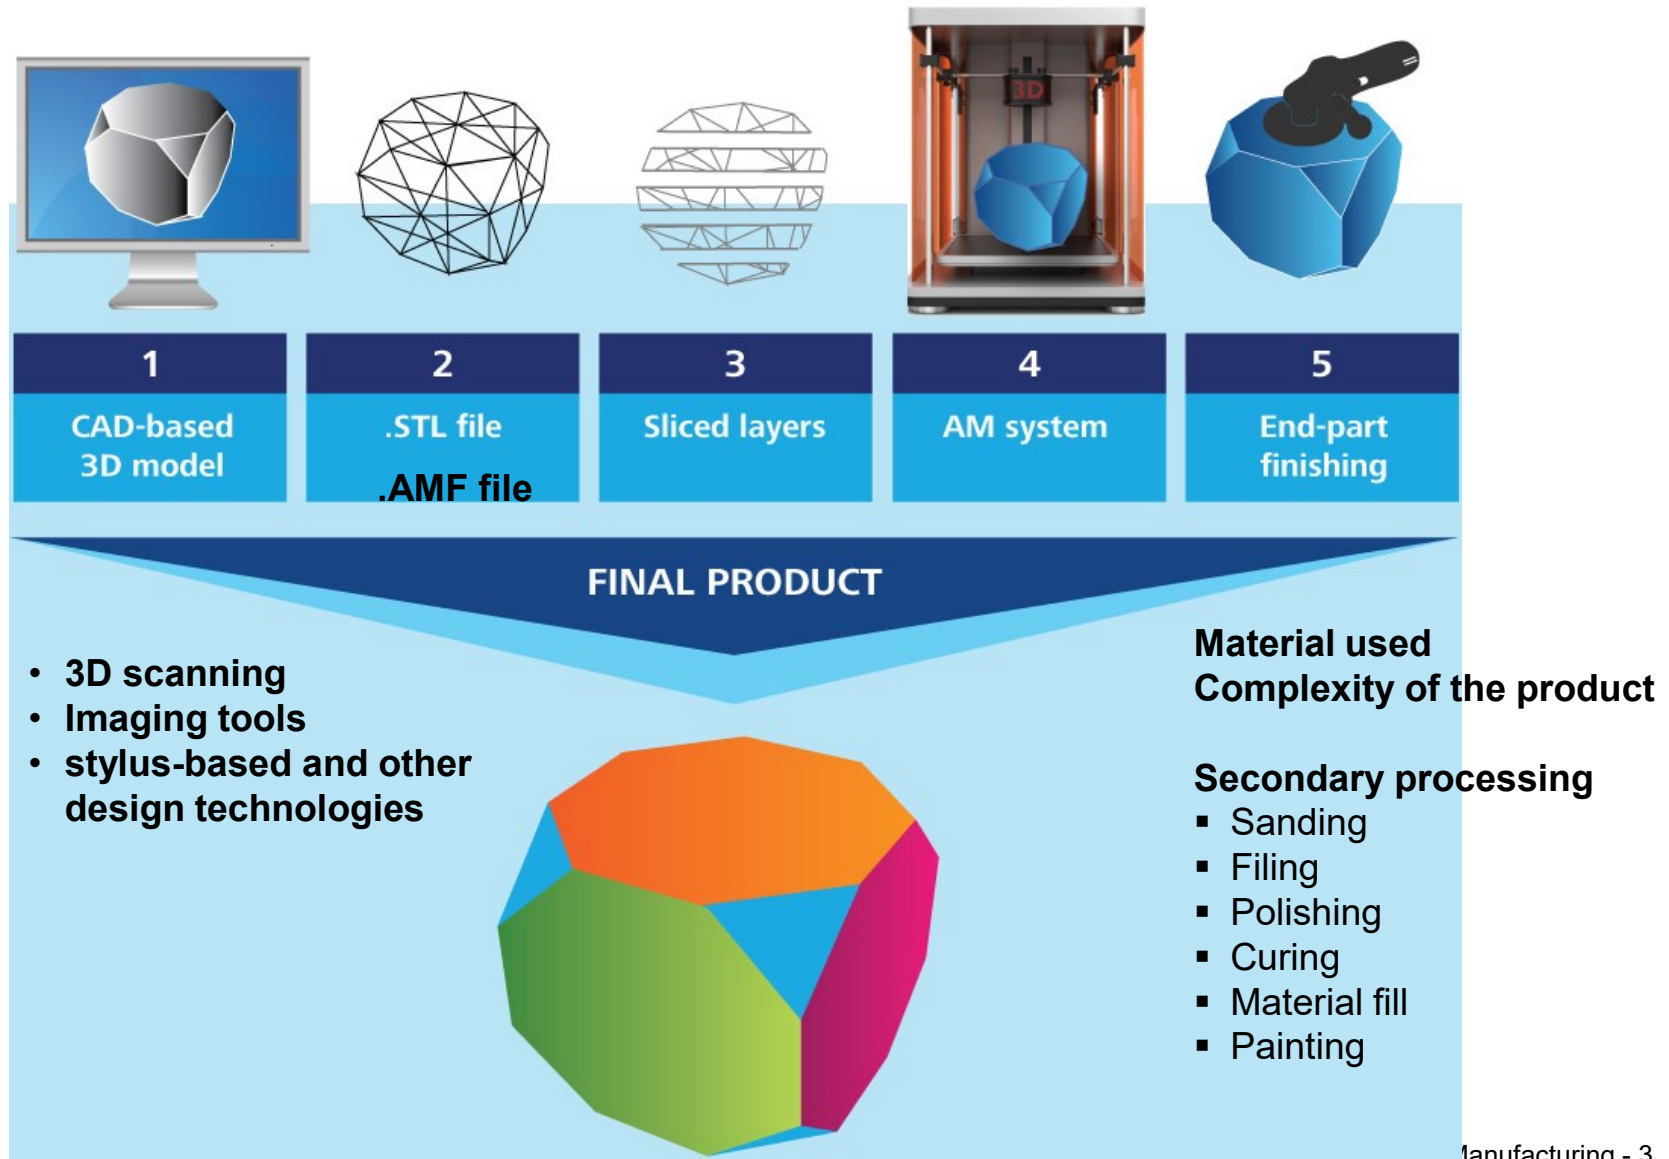 3D
1
CAD-based
3D model
2
.STL file
.AMF file
3
Sliced layers
4
AM system
5
End-part
finishing
FINAL PRODUCT
• 3D scanning
• Imaging tools
• stylus-based and other
design technologies
Material used
Complexity of the product
Secondary processing
▪ Sanding
▪ Filing
▪ Polishing
▪ Curing
▪ Material fill
▪ Painting
Manufacturing - 3